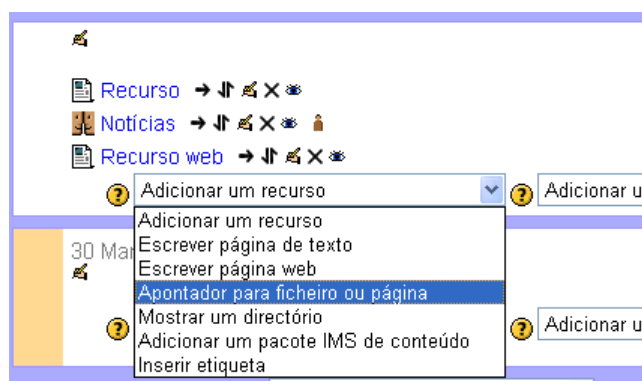 Recurso
Notícias
Recurso web
Adicionar um recurso
Adicionar u
Adicionar um recurso
Escrever página de texto
Escrever página web
Apontador para ficheiro ou página
Mostrar um directório
Adicionar um pacote IMS de conteúdo
Inserir etiqueta
30 Mar
Adicionar u